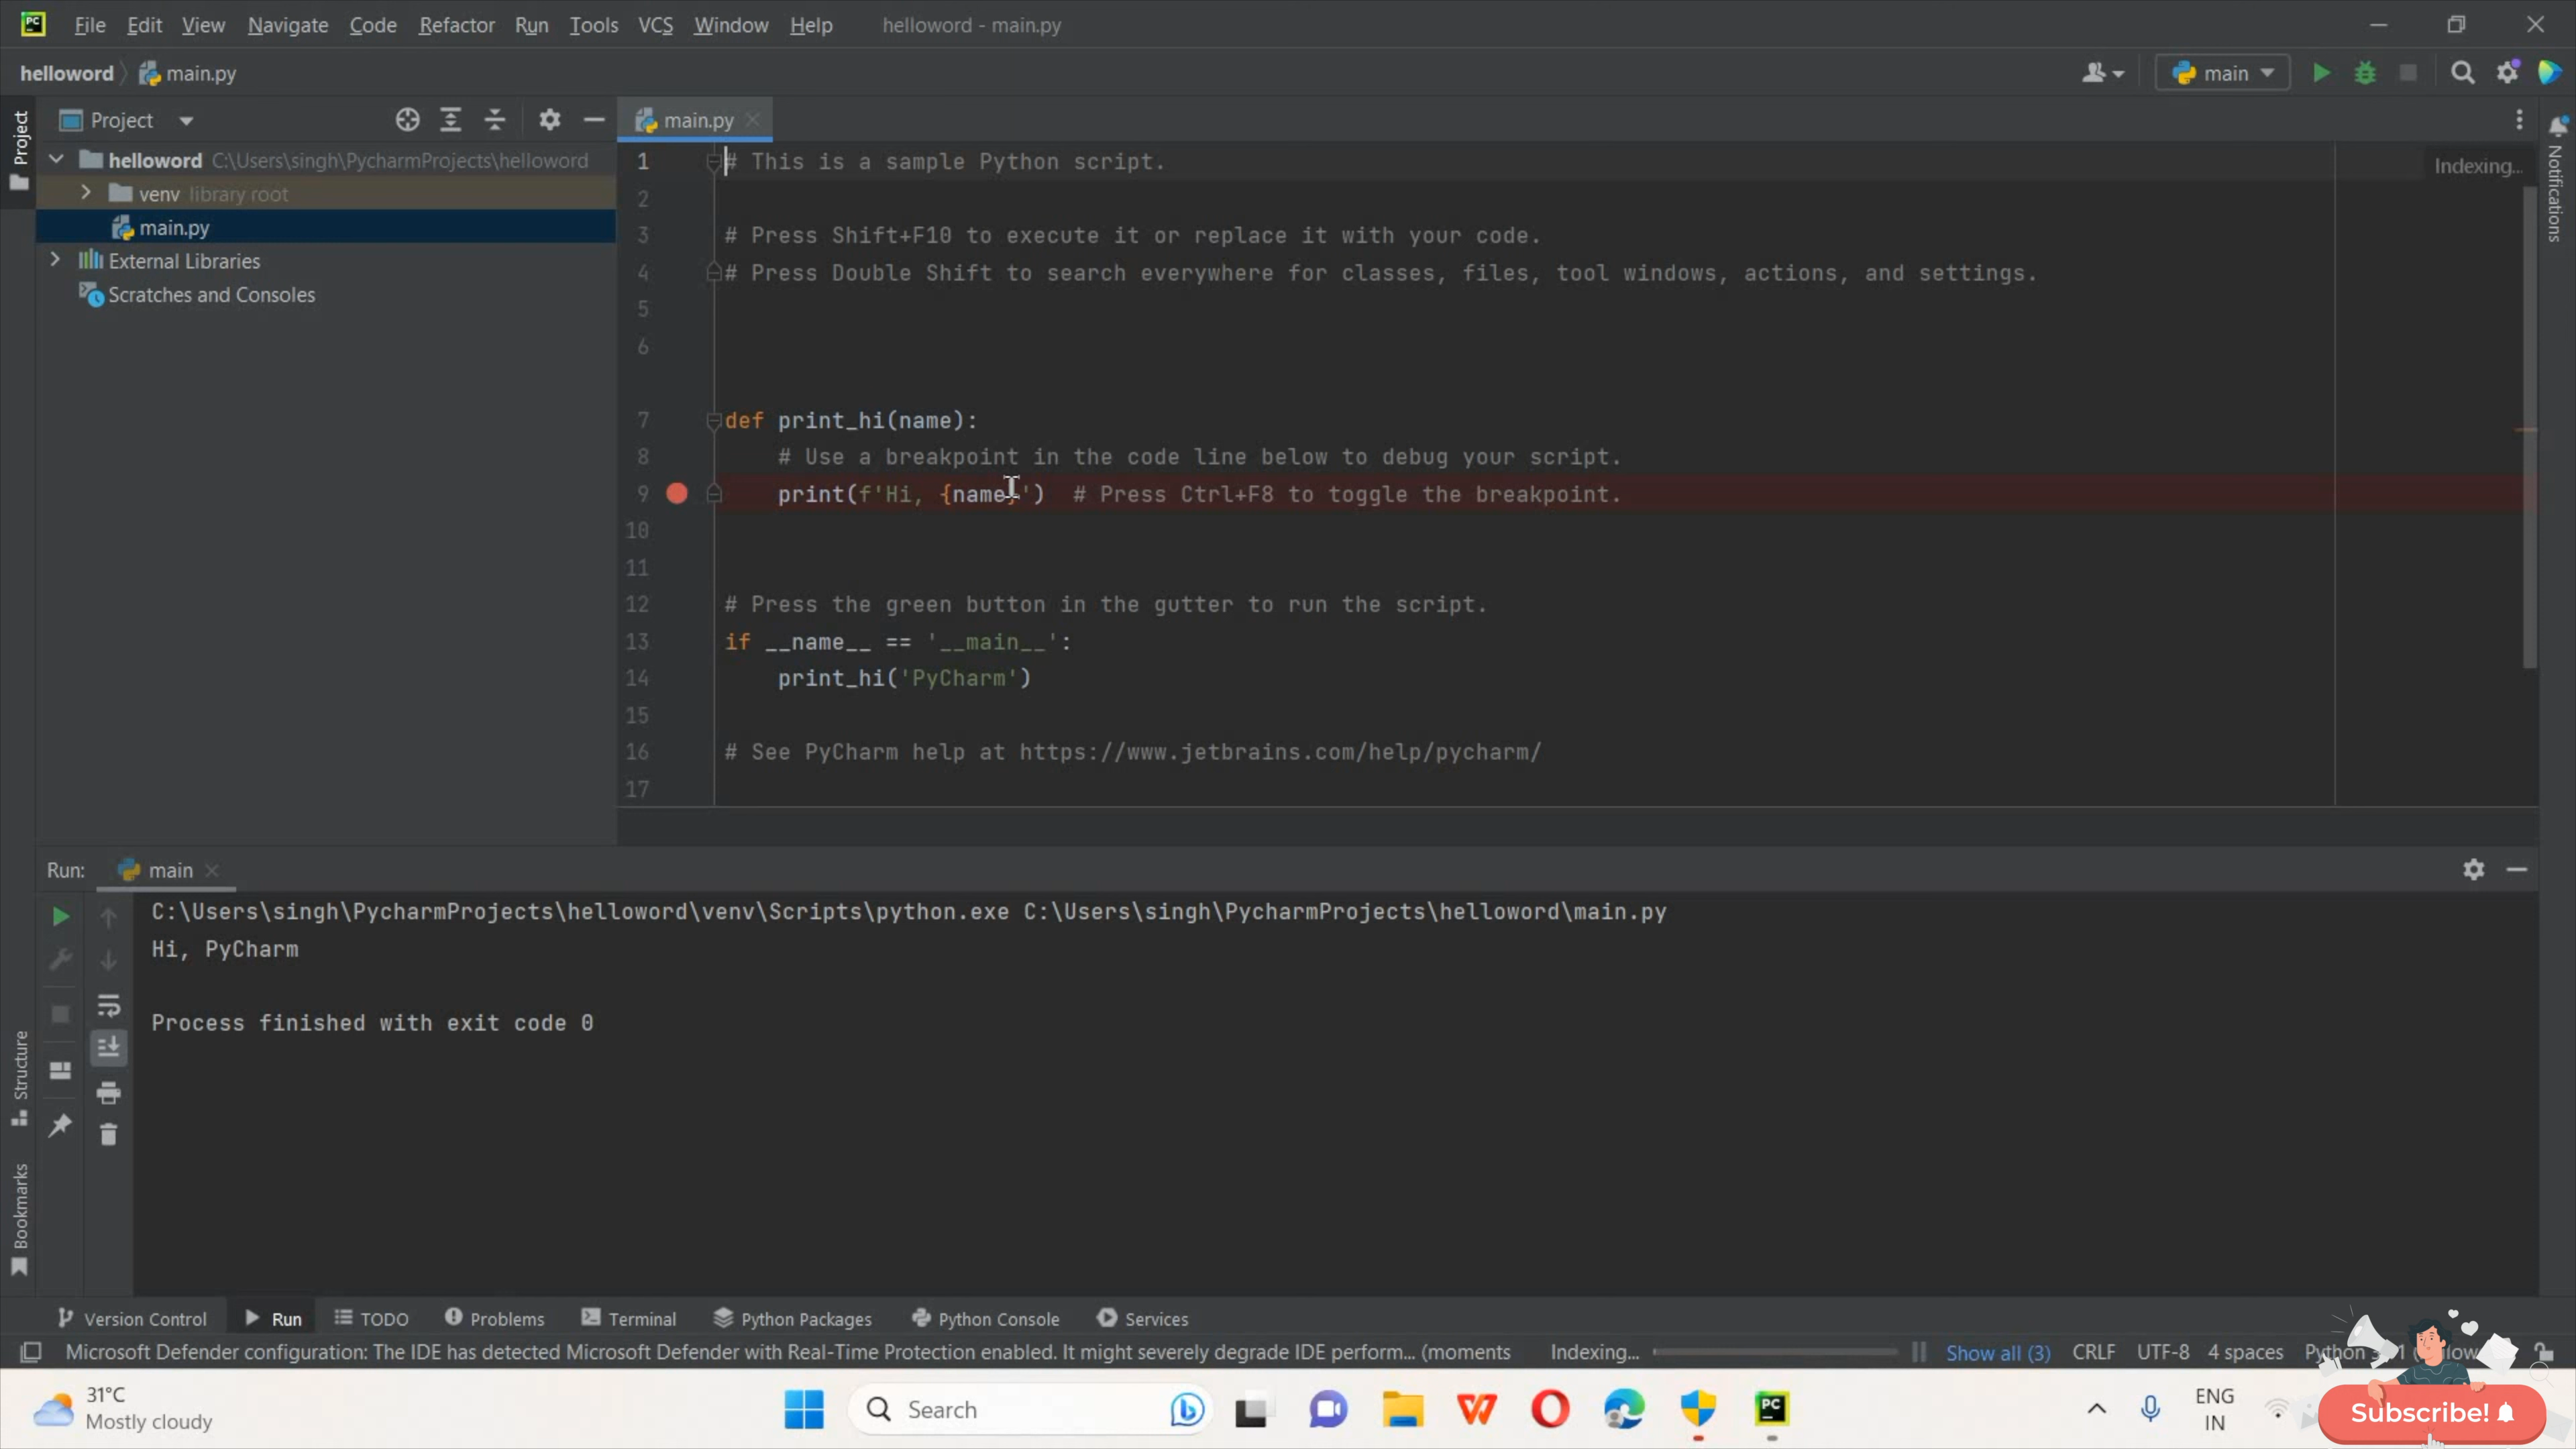 PC File Edit View Navigate Code Refactor Run Tools VCS Window Help helloword - main.py
helloword main.py main
Project Project main.py
helloword C:\Users\singh\PycharmProjects\helloword
venv library root
main.py
External Libraries
Scratches and Consoles
1 # This is a sample Python script.
2
3 # Press Shift+F10 to execute it or replace it with your code.
4 # Press Double Shift to search everywhere for classes, files, tool windows, actions, and settings.
5
6
7 def print_hi(name):
8 # Use a breakpoint in the code line below to debug your script.
9 print(f'Hi, {name}') # Press Ctrl+F8 to toggle the breakpoint.
10
11
12 # Press the green button in the gutter to run the script.
13 if __name__ == '__main__':
14 print_hi('PyCharm')
15
16 # See PyCharm help at https://www.jetbrains.com/help/pycharm/
17
Indexing...
Notifications
Run: main
C:\Users\singh\PycharmProjects\helloword\venv\Scripts\python.exe C:\Users\singh\PycharmProjects\helloword\main.py
Hi, PyCharm
Process finished with exit code 0
Structure
Bookmarks
Version Control Run TODO Problems Terminal Python Packages Python Console Services
Microsoft Defender configuration: The IDE has detected Microsoft Defender with Real-Time Protection enabled. It might severely degrade IDE perform... (moments Indexing... Show all (3) CRLF UTF-8 4 spaces Python
31°C
Mostly cloudy
Search
PC
ENG
IN
Subscribe!